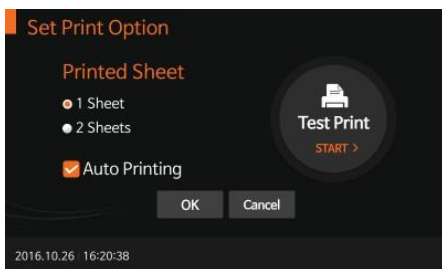 Set Print Option
Printed Sheet
1 Sheet
2 Sheets
Auto Printing
Test Print
START >
OK
Cancel
2016.10.26 | 16:20:38